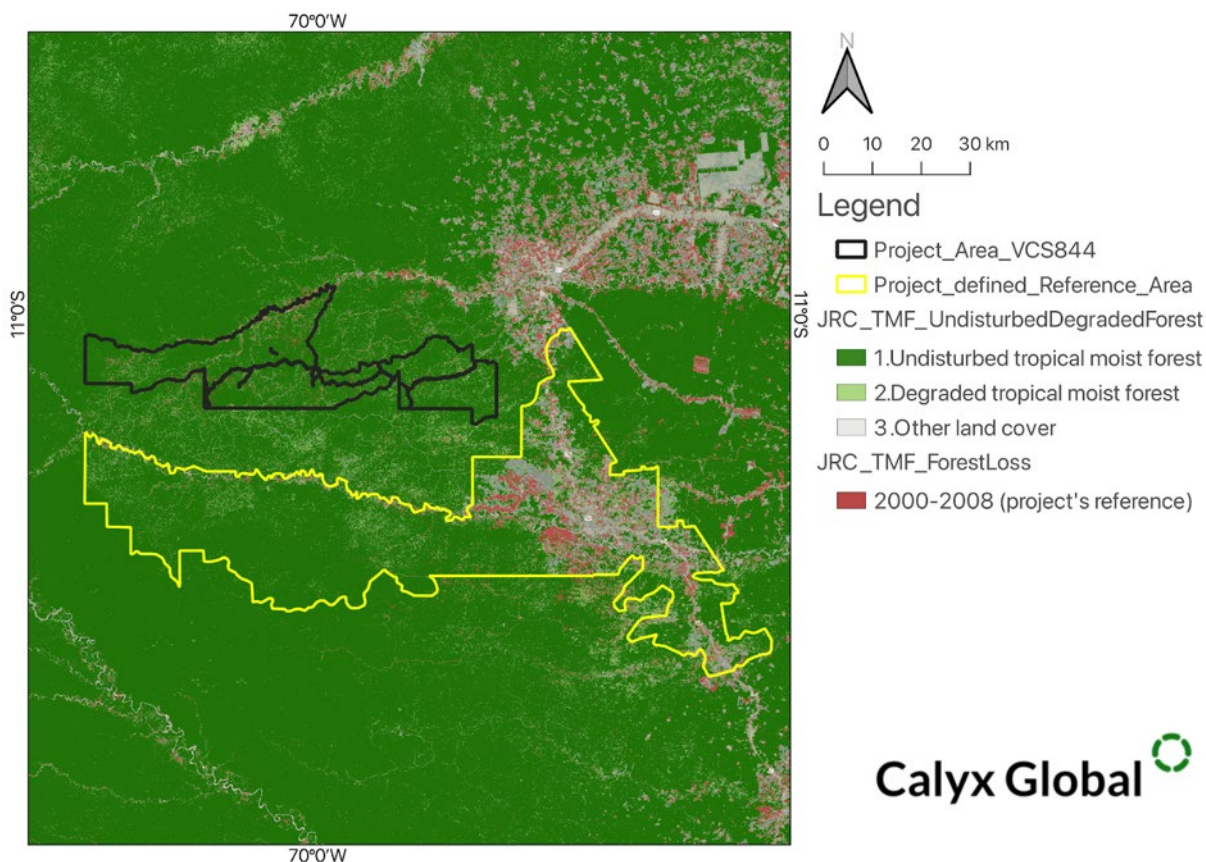 70°0'W
N
0 10 20 30 km
Legend
Project_Area_VCS844
Project_defined_Reference_Area
11°0'S
11°0'S
JRC_TMF_UndisturbedDegradedForest
1.Undisturbed tropical moist forest
2.Degraded tropical moist forest
3.Other land cover
JRC_TMF_ForestLoss
2000-2008 (project's reference)
Calyx Global
70°0'W